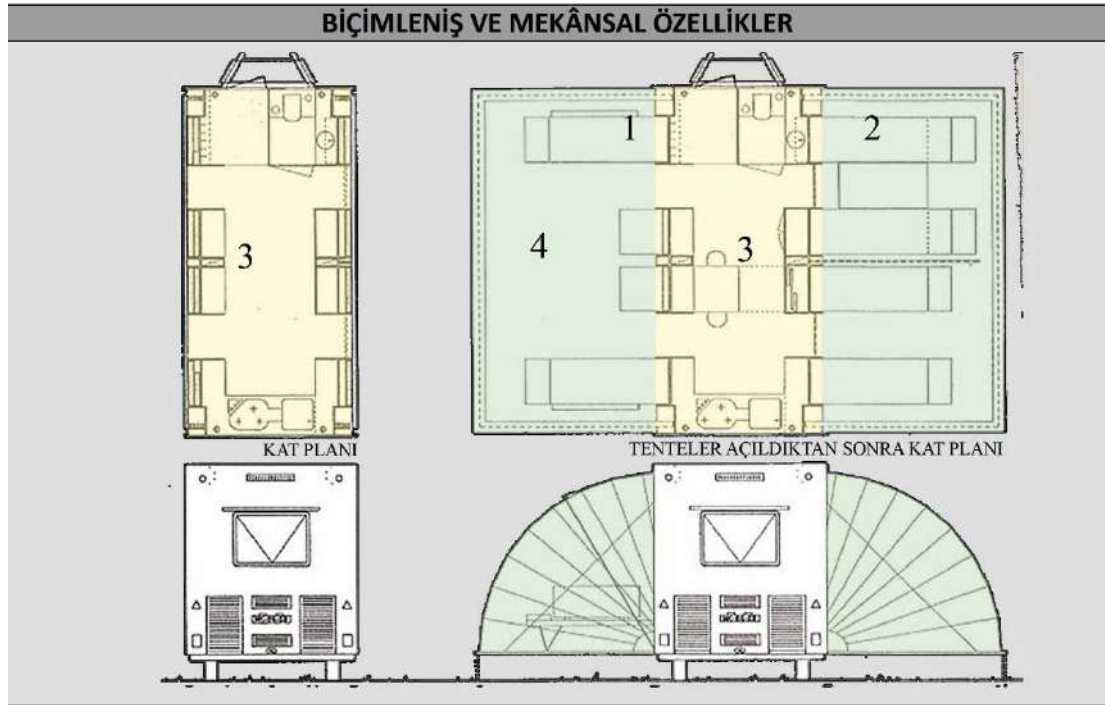 BİÇİMLENİŞ VE MEKÂNSAL ÖZELLİKLER
1
2
3
4
3
KAT PLANI
TENTELER AÇILDIKTAN SONRA KAT PLANI